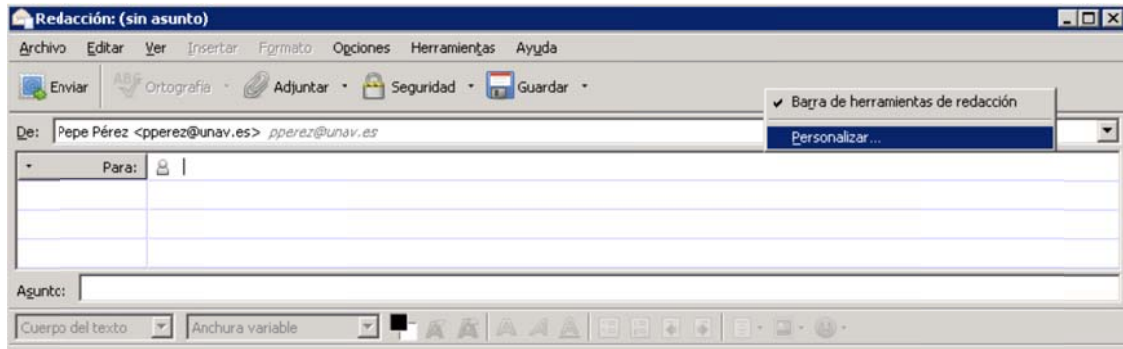 Redacción: (sin asunto)
Archivo Editar Ver Insertar Formato Opciones Herramientas Ayuda
Enviar ABC Ortografía Adjuntar Seguridad Guardar
Barra de herramientas de redacción
Personalizar...
De: Pepe Pérez <pperez@unav.es> pperez@unav.es
Para:
Asunto:
Cuerpo del texto Anchura variable